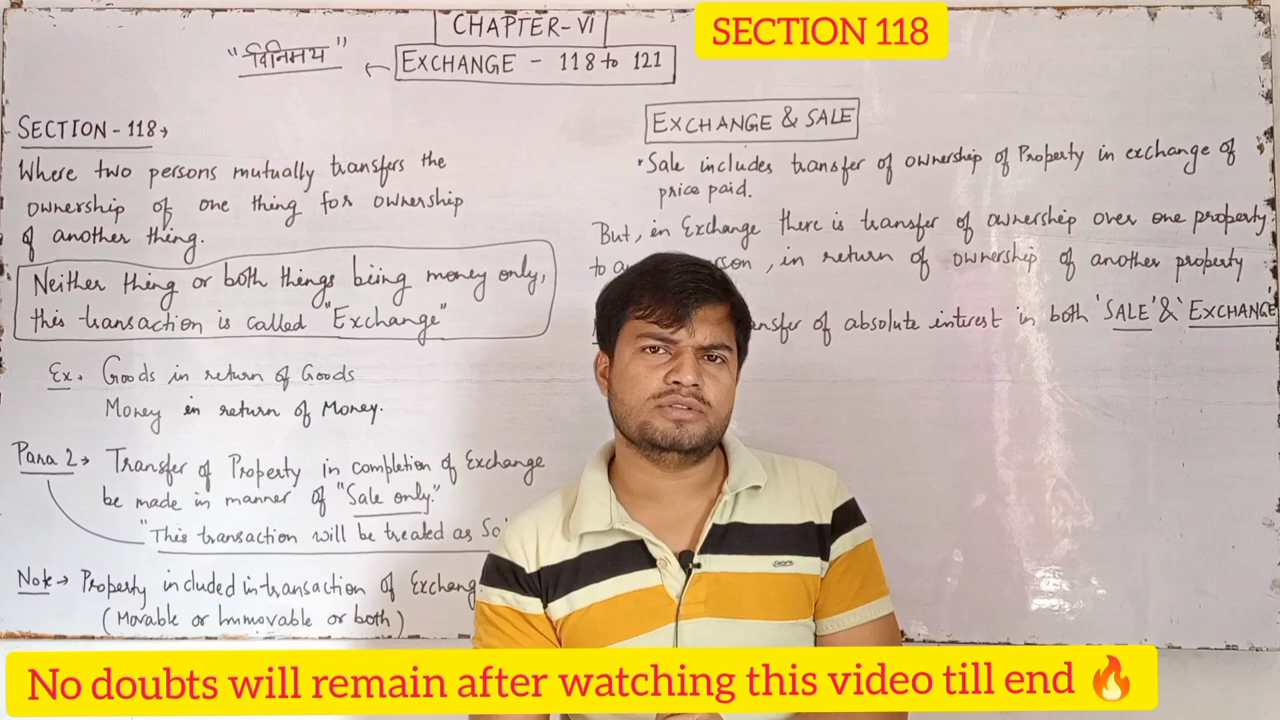 SECTION 118
CHAPTER-VI
"विनिमय"
EXCHANGE - 118 to 121
SECTION-118→
Where two persons mutually transfers the
ownership of one thing for ownership
of another thing.
Neither thing or both things being money only,
this transaction is called "Exchange"
Ex. Goods in return of Goods
Money in return of Money.
Para 2→ Transfer of Property in completion of Exchange
be made in manner of "Sale only."
"This transaction will be treated as
Note→ Property included in transaction of Exchang
(Movable or Immovable or both)
EXCHANGE & SALE
Sale includes transfer of ownership of Property in exchange of
price paid.
But, in Exchange there is transfer of ownership over one property
to , in return of ownership of another property
of absolute interest in both 'SALE' & 'EXCHANGE
No doubts will remain after watching this video till end 🔥